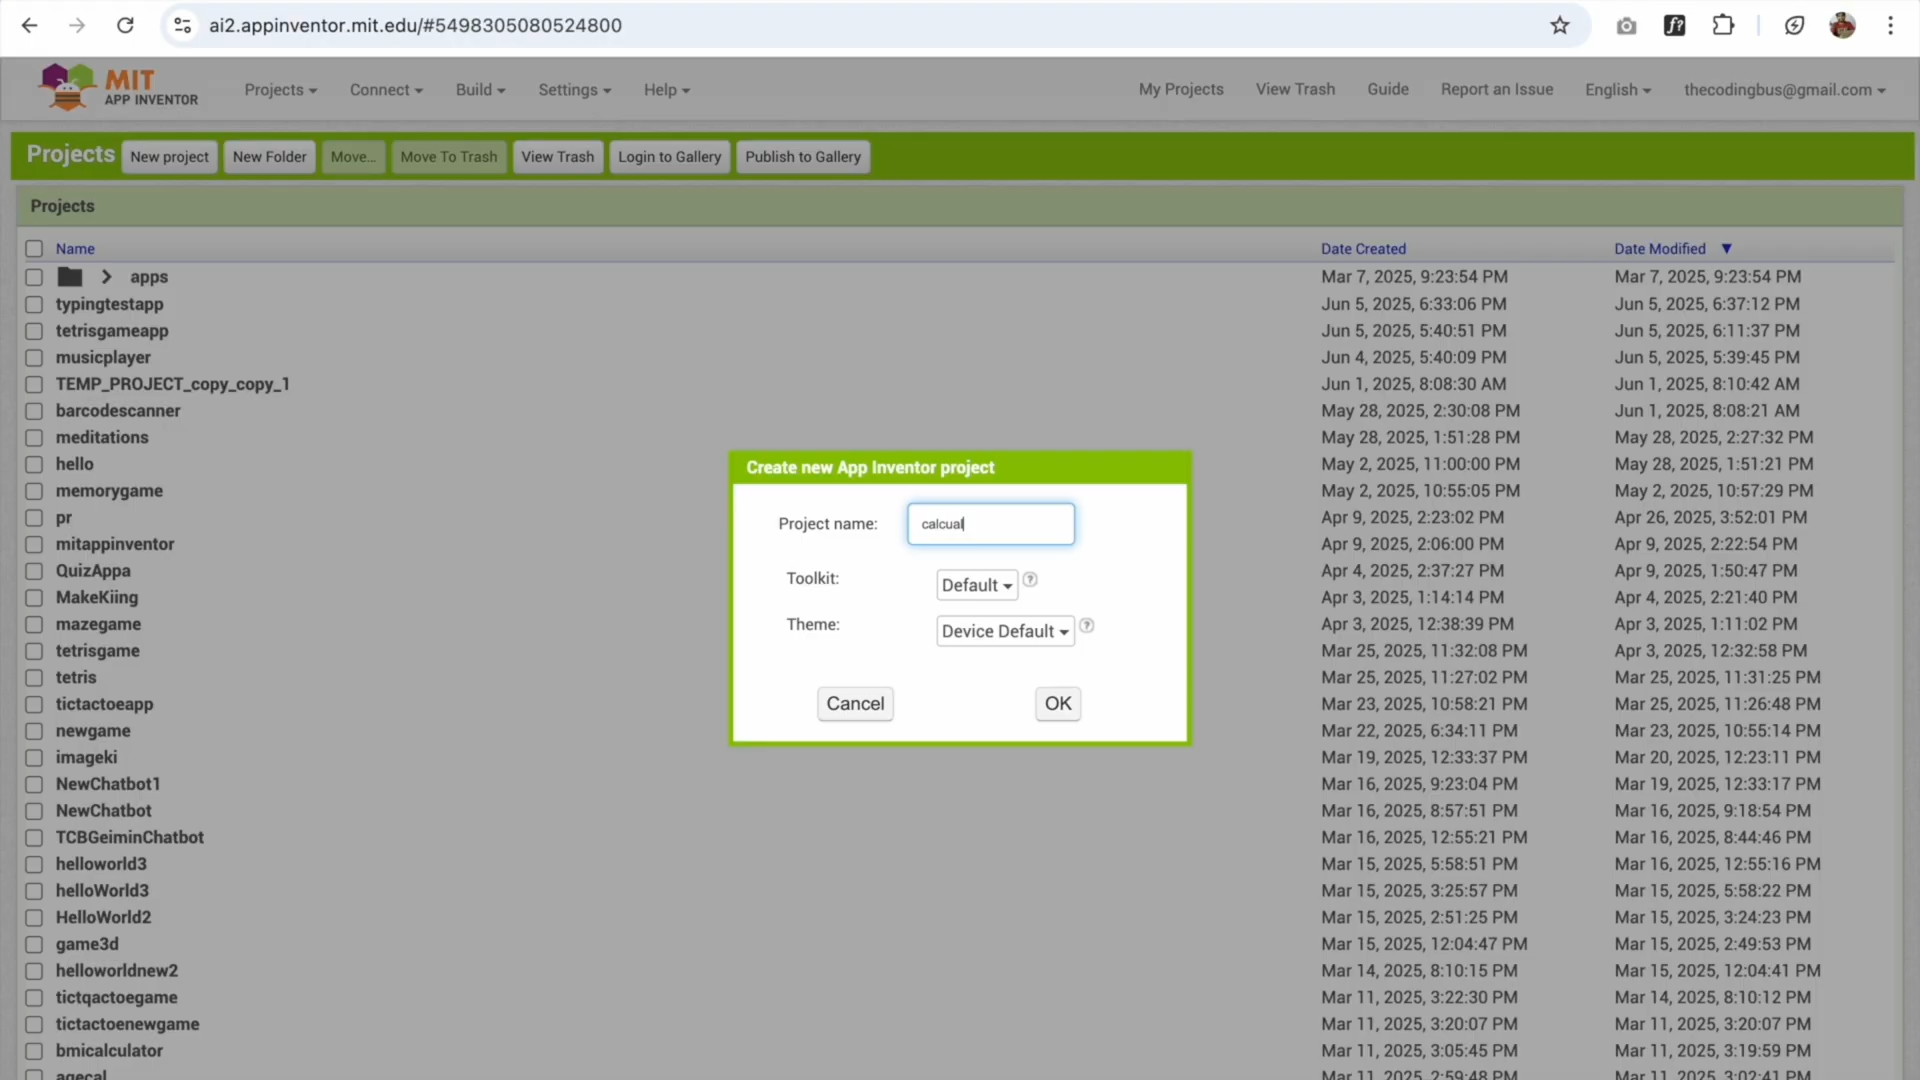 ai2.appinventor.mit.edu/#5498305080524800
MIT
APP INVENTOR
Projects
Connect
Build
Settings
Help
My Projects
View Trash
Guide
Report an Issue
English
thecodingbus@gmail.com
Projects
New project
New Folder
Move...
Move To Trash
View Trash
Login to Gallery
Publish to Gallery
Projects
Name Date Created Date Modified ▼
apps Mar 7, 2025, 9:23:54 PM Mar 7, 2025, 9:23:54 PM
typingtestapp Jun 5, 2025, 6:33:06 PM Jun 5, 2025, 6:37:12 PM
tetrisgameapp Jun 5, 2025, 5:40:51 PM Jun 5, 2025, 6:11:37 PM
musicplayer Jun 4, 2025, 5:40:09 PM Jun 5, 2025, 5:39:45 PM
TEMP_PROJECT_copy_copy_1 Jun 1, 2025, 8:08:30 AM Jun 1, 2025, 8:10:42 AM
barcodescanner May 28, 2025, 2:30:08 PM Jun 1, 2025, 8:08:21 AM
meditations May 28, 2025, 1:51:28 PM May 28, 2025, 2:27:32 PM
hello May 2, 2025, 11:00:00 PM May 28, 2025, 1:51:21 PM
memorygame May 2, 2025, 10:55:05 PM May 2, 2025, 10:57:29 PM
pr Apr 9, 2025, 2:23:02 PM Apr 26, 2025, 3:52:01 PM
mitappinventor Apr 9, 2025, 2:06:00 PM Apr 9, 2025, 2:22:54 PM
QuizAppa Apr 4, 2025, 2:37:27 PM Apr 9, 2025, 1:50:47 PM
MakeKiing Apr 3, 2025, 1:14:14 PM Apr 4, 2025, 2:21:40 PM
mazegame Apr 3, 2025, 12:38:39 PM Apr 3, 2025, 1:11:02 PM
tetrisgame Mar 25, 2025, 11:32:08 PM Apr 3, 2025, 12:32:58 PM
tetris Mar 25, 2025, 11:27:02 PM Mar 25, 2025, 11:31:25 PM
tictactoeapp Mar 23, 2025, 10:58:21 PM Mar 25, 2025, 11:26:48 PM
newgame Mar 22, 2025, 6:34:11 PM Mar 23, 2025, 10:55:14 PM
imageki Mar 19, 2025, 12:33:37 PM Mar 20, 2025, 12:23:11 PM
NewChatbot1 Mar 16, 2025, 9:23:04 PM Mar 19, 2025, 12:33:17 PM
NewChatbot Mar 16, 2025, 8:57:51 PM Mar 16, 2025, 9:18:54 PM
TCBGeiminChatbot Mar 16, 2025, 12:55:21 PM Mar 16, 2025, 8:44:46 PM
helloworld3 Mar 15, 2025, 5:58:51 PM Mar 16, 2025, 12:55:16 PM
helloWorld3 Mar 15, 2025, 3:25:57 PM Mar 15, 2025, 5:58:22 PM
HelloWorld2 Mar 15, 2025, 2:51:25 PM Mar 15, 2025, 3:24:23 PM
game3d Mar 15, 2025, 12:04:47 PM Mar 15, 2025, 2:49:53 PM
helloworldnew2 Mar 14, 2025, 8:10:15 PM Mar 15, 2025, 12:04:41 PM
tictqactoegame Mar 11, 2025, 3:22:30 PM Mar 14, 2025, 8:10:12 PM
tictactoenewgame Mar 11, 2025, 3:20:07 PM Mar 11, 2025, 3:20:07 PM
bmicalculator Mar 11, 2025, 3:05:45 PM Mar 11, 2025, 3:19:59 PM
agecal Mar 11, 2025, 2:59:48 PM Mar 11, 2025, 3:02:41 PM
Create new App Inventor project
Project name: calcual
Toolkit: Default ?
Theme: Device Default ?
Cancel
OK